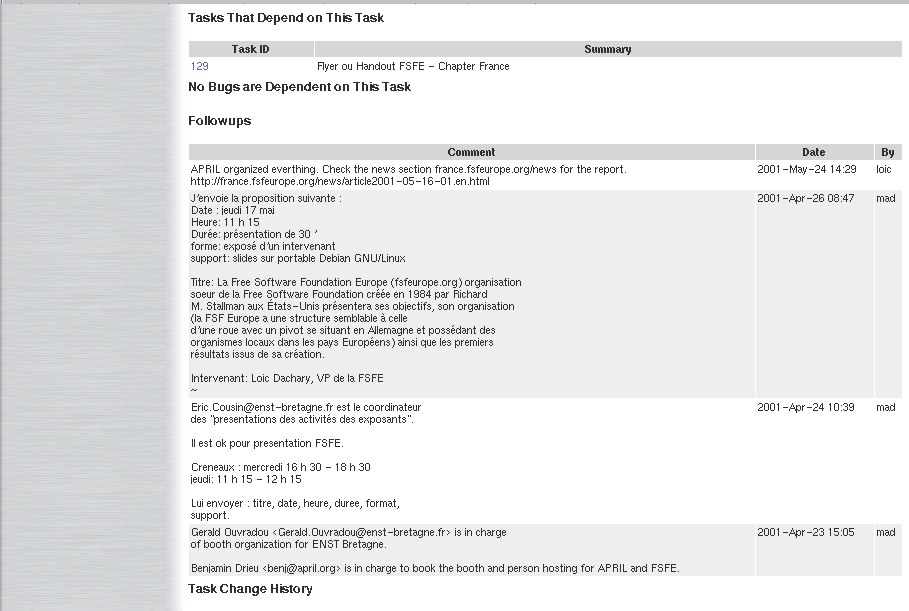 Tasks That Depend on This Task
Task ID Summary
129 Flyer ou Handout FSFE - Chapter France
No Bugs are Dependent on This Task
Followups
Comment Date By
APRIL organized everthing. Check the news section france.fsfeurope.org/news for the report. 2001-May-24 14:29 loic
http://france.fsfeurope.org/news/article2001-05-16-01.en.html
J'envoie la proposition suivante : 2001-Apr-26 08:47 mad
Date : jeudi 17 mai
Heure: 11 h 15
Durée: présentation de 30 '
forme: exposé d'un intervenant
support: slides sur portable Debian GNU/Linux
Titre: La Free Software Foundation Europe (fsfeurope.org) organisation
soeur de la Free Software Foundation créée en 1984 par Richard
M. Stallman aux États-Unis présentera ses objectifs, son organisation
(la FSF Europe a une structure semblable à celle
d'une roue avec un pivot se situant en Allemagne et possédant des
organismes locaux dans les pays Européens) ainsi que les premiers
résultats issus de sa création.
Intervenant: Loic Dachary, VP de la FSFE
~
Eric.Cousin@enst-bretagne.fr est le coordinateur 2001-Apr-24 10:39 mad
des "presentations des activités des exposants".
Il est ok pour presentation FSFE.
Creneaux : mercredi 16 h 30 - 18 h 30
jeudi: 11 h 15 - 12 h 15
Lui envoyer : titre, date, heure, duree, format,
support.
Gerald Ouvradou <Gerald.Ouvradou@enst-bretagne.fr> is in charge 2001-Apr-23 15:05 mad
of booth organization for ENST Bretagne.
Benjamin Drieu <benj@april.org> is in charge to book the booth and person hosting for APRIL and FSFE.
Task Change History